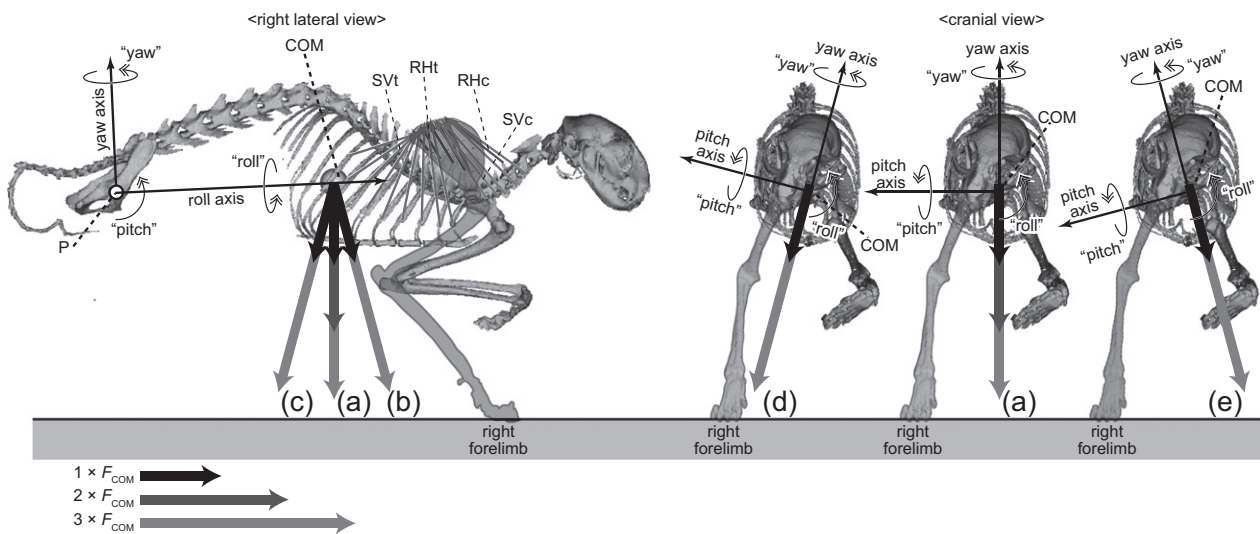 <right lateral view>
COM
"yaw"
yaw axis
SVt
RHt
RHc
SVc
"roll"
roll axis
"pitch"
P
(c)
(a)
(b)
right
forelimb
<cranial view>
yaw axis
"yaw"
pitch
axis
"pitch"
"roll"
COM
(d)
right
forelimb
yaw axis
"yaw"
COM
pitch
axis
"pitch"
"roll"
(a)
right
forelimb
yaw axis
"yaw"
COM
pitch
axis
"pitch"
"roll"
(e)
right
forelimb
1 × FCOM
2 × FCOM
3 × FCOM